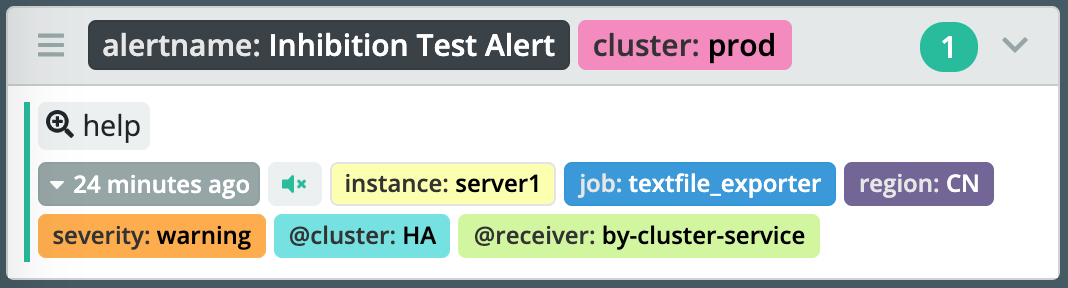 alertname: Inhibition Test Alert cluster: prod 1
help
24 minutes ago instance: server1 job: textfile_exporter region: CN
severity: warning @cluster: HA @receiver: by-cluster-service